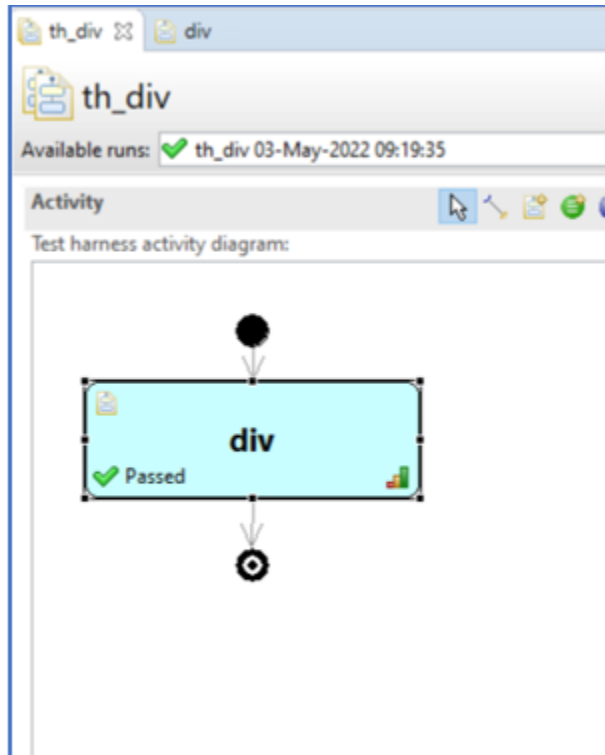 th_div div
th_div
Available runs: th_div 03-May-2022 09:19:35
Activity
Test harness activity diagram:
div
Passed